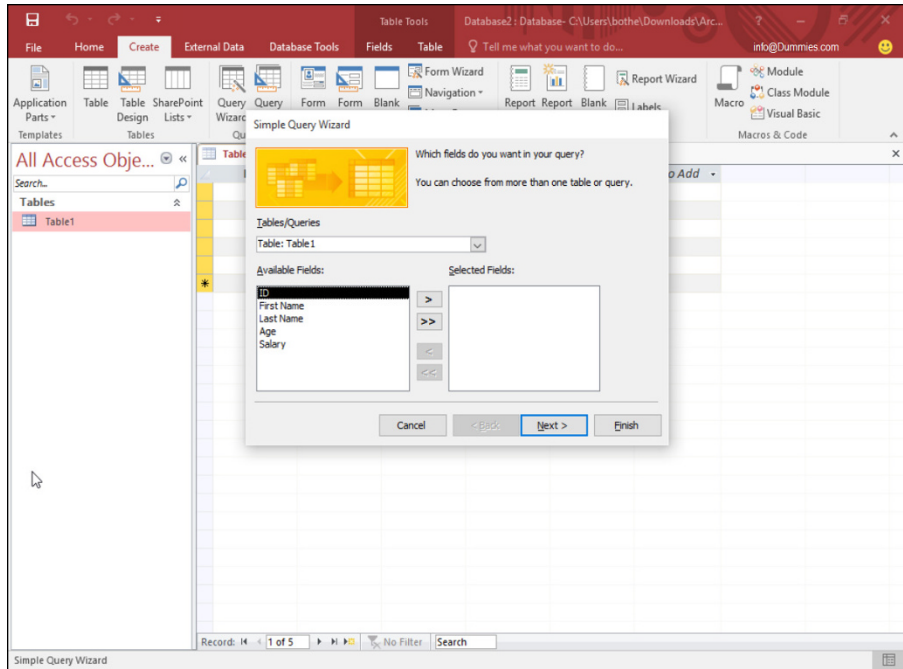 Table Tools
Database2 : Database- C:\Users\bothe\Downloads\Arc...
?
File Home Create External Data Database Tools Fields Table Tell me what you want to do... info@Dummies.com
Application Parts
Table
Table Design
SharePoint Lists
Query
Query
Form
Form
Blank
Form Wizard
Navigation
Report
Report
Blank
Report Wizard
Labels
Macro
Module
Class Module
Visual Basic
Templates
Tables
Macros & Code
All Access Obje... «
Search...
Tables
Table1
Simple Query Wizard
Which fields do you want in your query?
You can choose from more than one table or query.
Tables/Queries
Table: Table1
Available Fields:
Selected Fields:
ID
First Name
Last Name
Age
Salary
>
>>
<
<<
Cancel < Back Next > Finish
Record: 1 of 5 No Filter Search
Simple Query Wizard